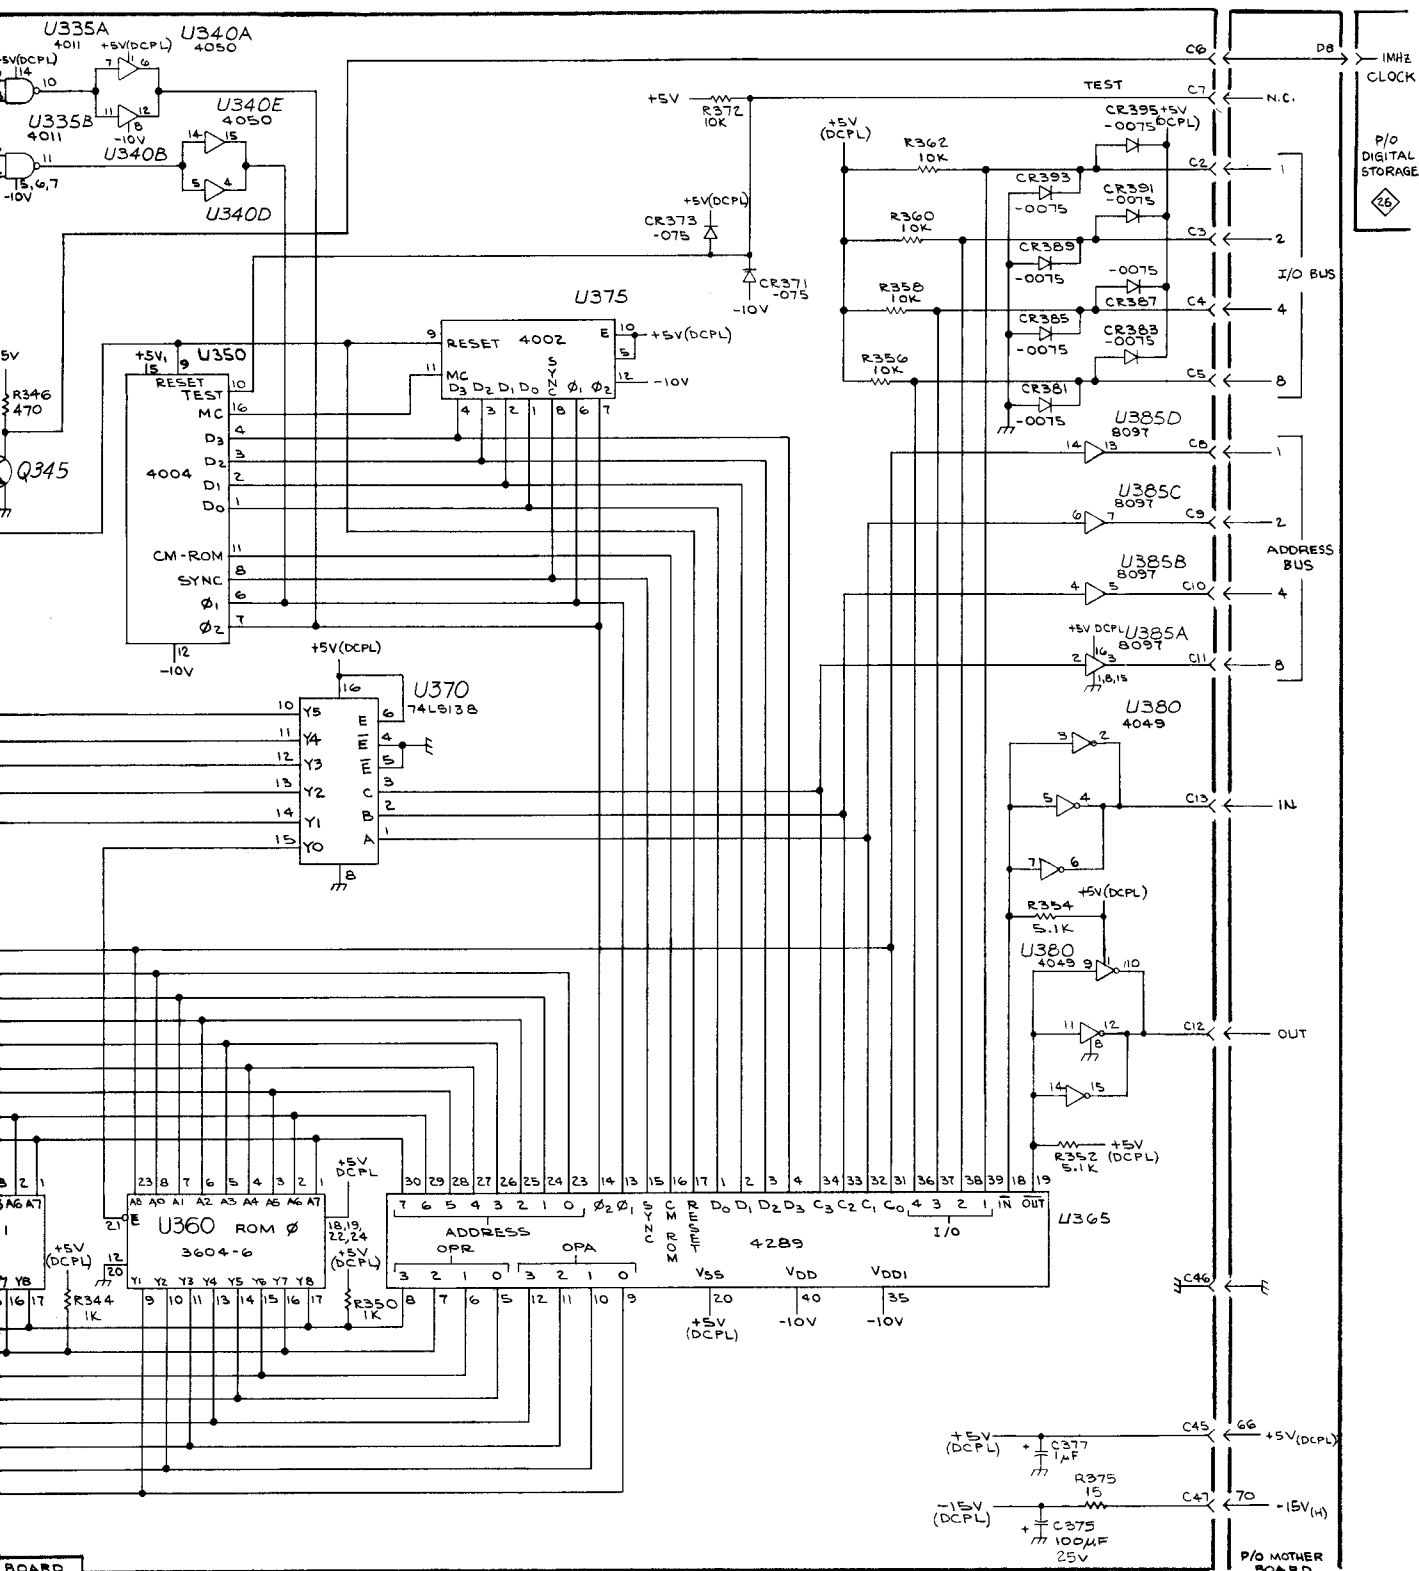 U335A
4011
+5V(DCPL)
U340A
4050
+5V(DCPL)
14
10
7
1
6
11
12
8
-10V
U335B
4011
U340B
11
15,6,7
-10V
U340E
4050
14
15
5
4
U340D
C6
D8
1MHZ
CLOCK
+5V
R372
10K
TEST
C7
N.C.
P/O
DIGITAL
STORAGE
26
+5V
(DCPL)
R362
10K
CR395
-0075
+5V
(DCPL)
C2
1
CR393
-0075
CR391
-0075
R360
10K
C3
2
CR389
-0075
I/O BUS
-0075
CR387
R358
10K
C4
4
CR385
-0075
CR383
-0075
R356
10K
C5
8
CR381
-0075
+5V(DCPL)
CR373
-075
CR371
-075
-10V
U375
9
RESET
4002
E
10
+5V(DCPL)
5
11
MC
D3 D2 D1 D0
SYNC
Ø1 Ø2
12
-10V
4 3 2 1 8 6 7
5V
R346
470
Q345
+5V
15
9
U350
RESET
TEST
10
MC
16
D3
4
4004
D2
3
D1
2
D0
1
CM-ROM
11
SYNC
8
Ø1
6
Ø2
7
12
-10V
U385D
8097
14
13
C8
1
U385C
8097
6
7
C9
2
ADDRESS
BUS
U385B
8097
4
5
C10
4
+5V DCPL
U385A
8097
16
2
3
1,8,15
C11
8
+5V(DCPL)
16
U370
74LS138
10 Y5
E 6
11 Y4
E 4
12 Y3
E 5
13 Y2
C 3
14 Y1
B 2
15 Y0
A 1
8
U380
4049
3
2
5
4
C13
IN
7
6
+5V(DCPL)
R354
5.1K
U380
4049
9
1
10
11
12
8
C12
OUT
14
15
R352
5.1K
+5V
(DCPL)
2 1
A6 A7
1
Y8
16 17
+5V
(DCPL)
R344
1K
23 8 7 6 5 4 3 2 1
A8 A0 A1 A2 A3 A4 A5 A6 A7
21
E
U360 ROM Ø
3604-6
12
20
Y1 Y2 Y3 Y4 Y5 Y6 Y7 Y8
9 10 11 13 14 15 16 17
+5V
DCPL
18,19,
22,24
+5V
(DCPL)
R350
1K
30 29 28 27 26 25 24 23 14 13 15 16 17 1 2 3 4 34 33 32 31 36 37 38 39 18 19
7 6 5 4 3 2 1 0 Ø2 Ø1 SYNC CM ROM RESET D0 D1 D2 D3 C3 C2 C1 C0 4 3 2 1 IN OUT
ADDRESS
I/O
U365
4289
OPR
OPA
3 2 1 0 3 2 1 0
VSS
VDD
VDD1
8 7 6 5 12 11 10 9
20
40
35
+5V
(DCPL)
-10V
-10V
C46
+5V
(DCPL)
+
C377
1µF
C45
66
+5V(DCPL)
R375
15
-15V
(DCPL)
+
C375
100µF
25V
C47
70
-15V(H)
BOARD
P/O MOTHER
BOARD